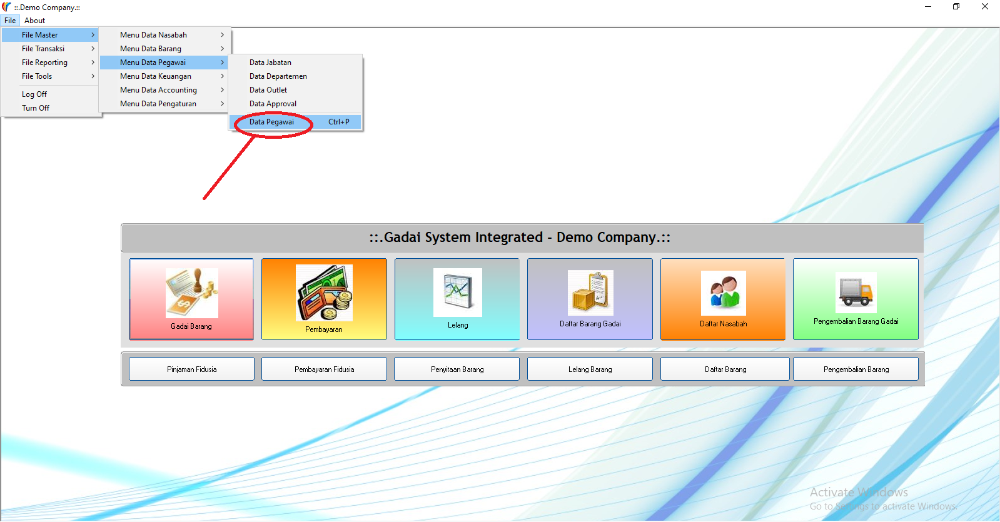 ::.Demo Company.::
File About
File Master
File Transaksi
File Reporting
File Tools
Log Off
Turn Off
Menu Data Nasabah
Menu Data Barang
Menu Data Pegawai
Menu Data Keuangan
Menu Data Accounting
Menu Data Pengaturan
Data Jabatan
Data Departemen
Data Outlet
Data Approval
Data Pegawai Ctrl+P
::.Gadai System Integrated - Demo Company.::
Gadai Barang
Pembayaran
Lelang
Daftar Barang Gadai
Daftar Nasabah
Pengembalian Barang Gadai
Pinjaman Fidusia
Pembayaran Fidusia
Penyitaan Barang
Lelang Barang
Daftar Barang
Pengembalian Barang
Activate Windows
Go to Settings to activate Windows.